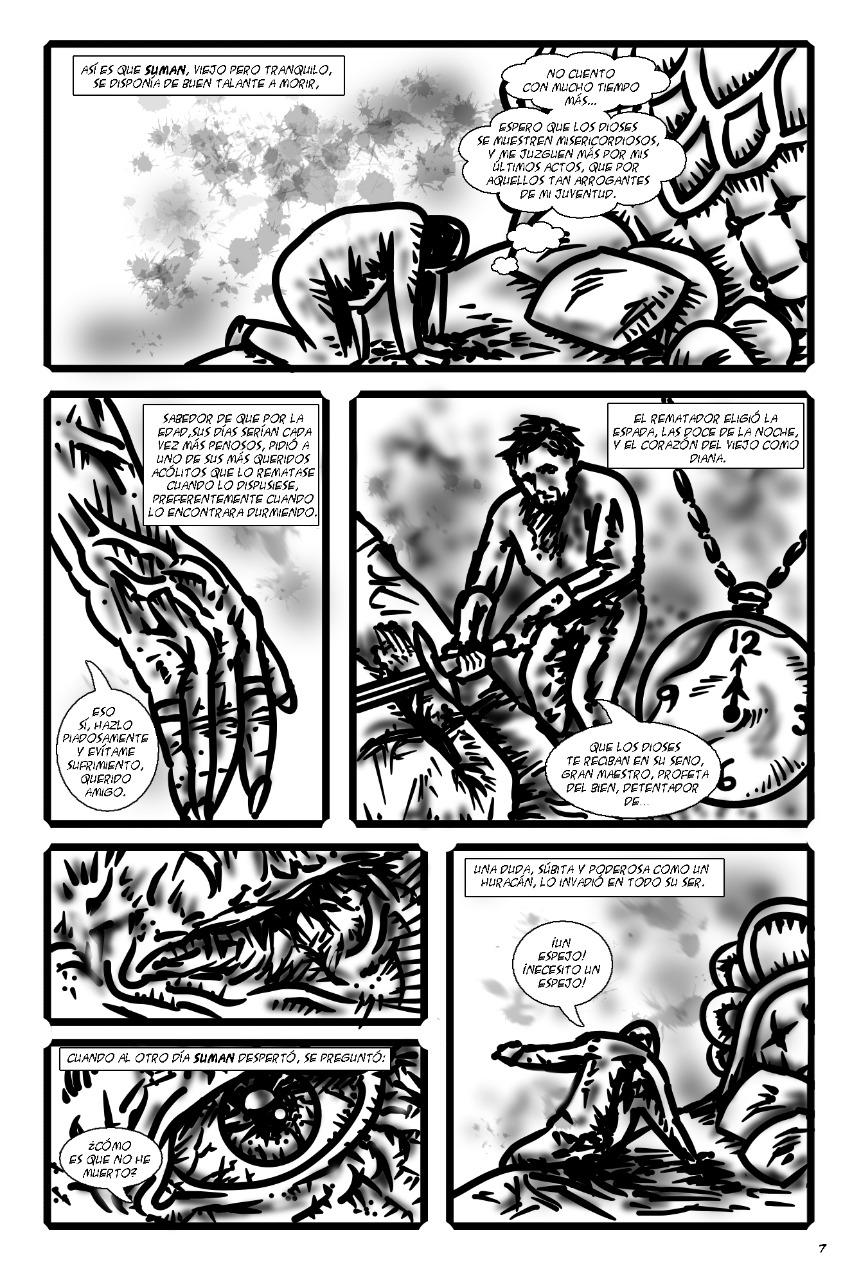 ASÍ ES QUE SUMAN, VIEJO PERO TRANQUILO,
SE DISPONÍA DE BUEN TALANTE A MORIR,
NO CUENTO
CON MUCHO TIEMPO
MÁS...
ESPERO QUE LOS DIOSES
SE MUESTREN MISERICORDIOSOS,
Y ME JUZGUEN MÁS POR MIS
ÚLTIMOS ACTOS, QUE POR
AQUELLOS TAN ARROGANTES
DE MI JUVENTUD.
SABEDOR DE QUE POR LA
EDAD,SUS DÍAS SERÍAN CADA
VEZ MÁS PENOSOS, PIDIÓ A
UNO DE SUS MÁS QUERIDOS
ACÓLITOS QUE LO REMATASE
CUANDO LO DISPUSIESE,
PREFERENTEMENTE CUANDO
LO ENCONTRARA DURMIENDO.
ESO
SÍ, HAZLO
PIADOSAMENTE
Y EVÍTAME
SUFRIMIENTO,
QUERIDO
AMIGO.
EL REMATADOR ELIGIÓ LA
ESPADA, LAS DOCE DE LA NOCHE,
Y EL CORAZÓN DEL VIEJO COMO
DIANA.
12
9
3
6
QUE LOS DIOSES
TE RECIBAN EN SU SENO,
GRAN MAESTRO, PROFETA
DEL BIEN, DETENTADOR
DE...
CUANDO AL OTRO DÍA SUMAN DESPERTÓ, SE PREGUNTÓ:
¿CÓMO
ES QUE NO HE
MUERTO?
UNA DUDA, SÚBITA Y PODEROSA COMO UN
HURACÁN, LO INVADIÓ EN TODO SU SER.
¡UN
ESPEJO!
¡NECESITO UN
ESPEJO!
7